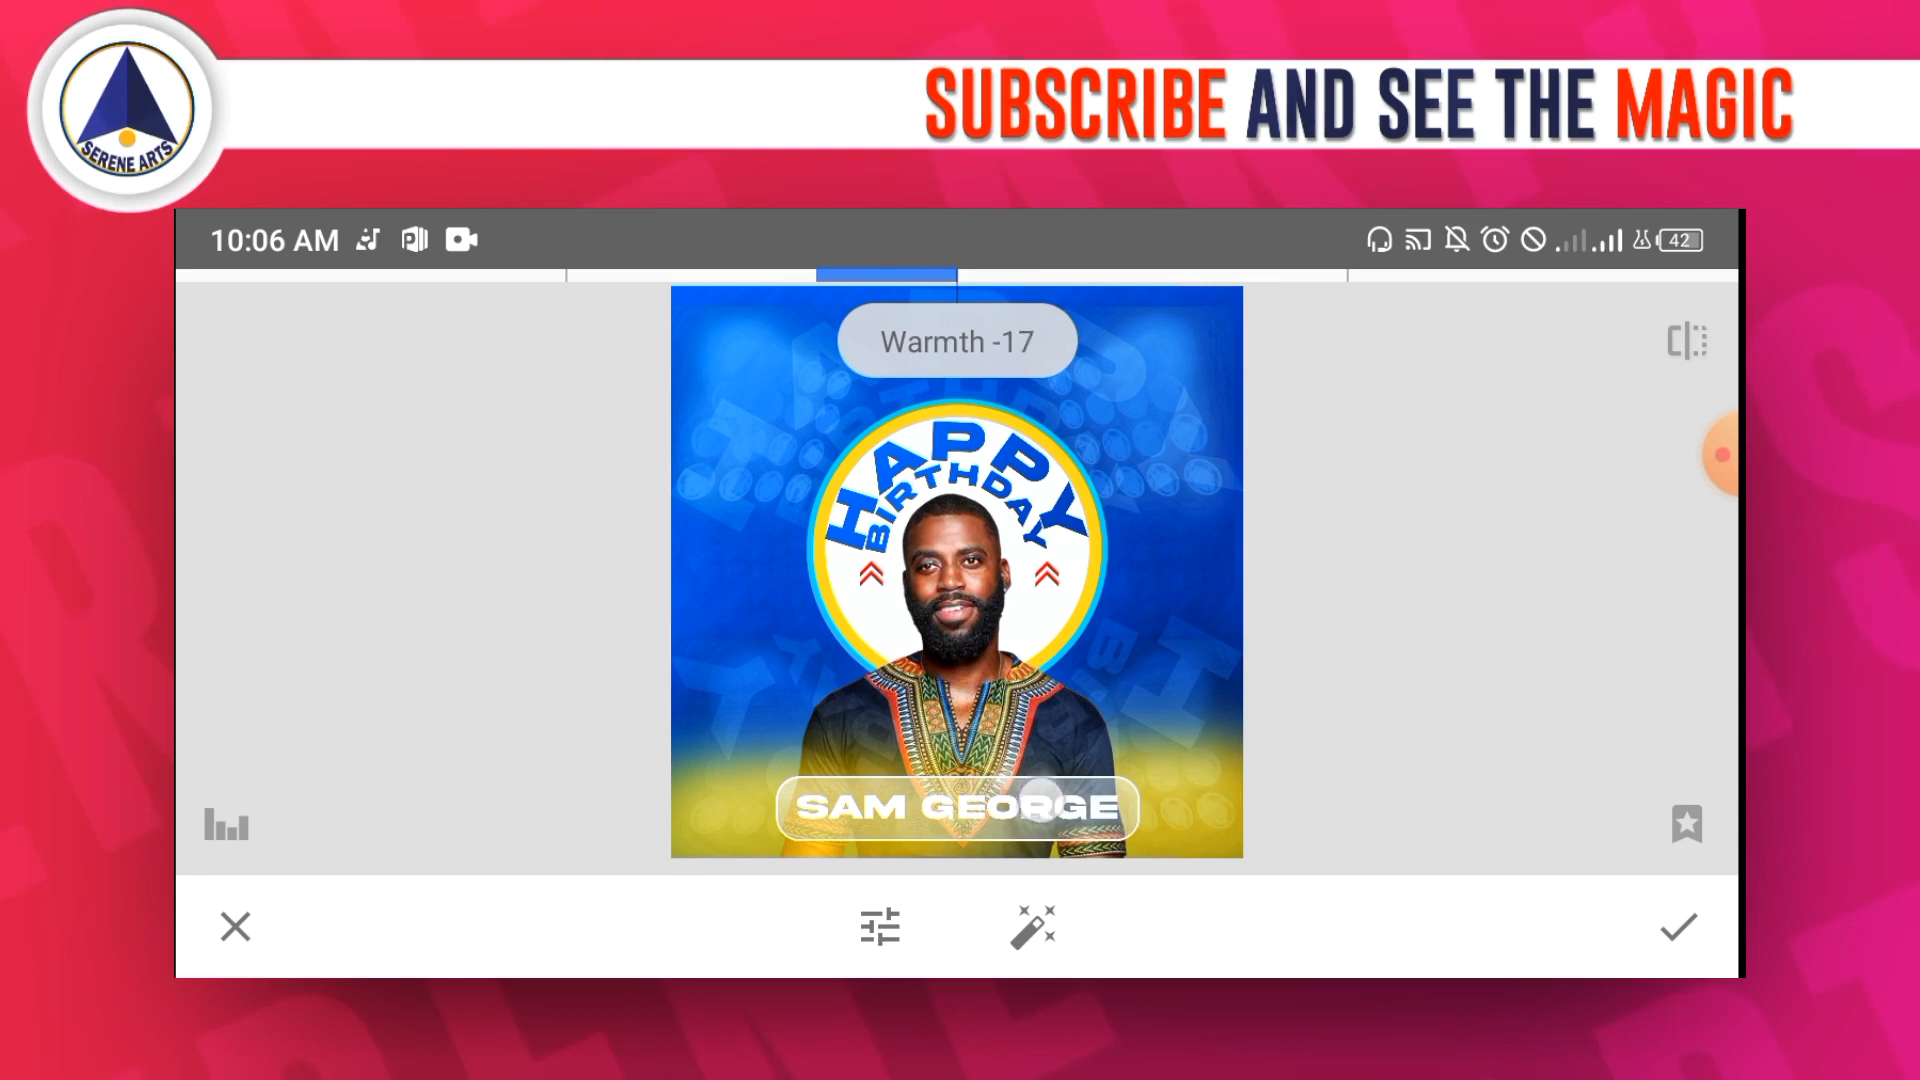 SUBSCRIBE AND SEE THE MAGIC
SERENE ARTS
10:06 AM
42
Warmth -17
HAPPY
BIRTHDAY
SAM GEORGE